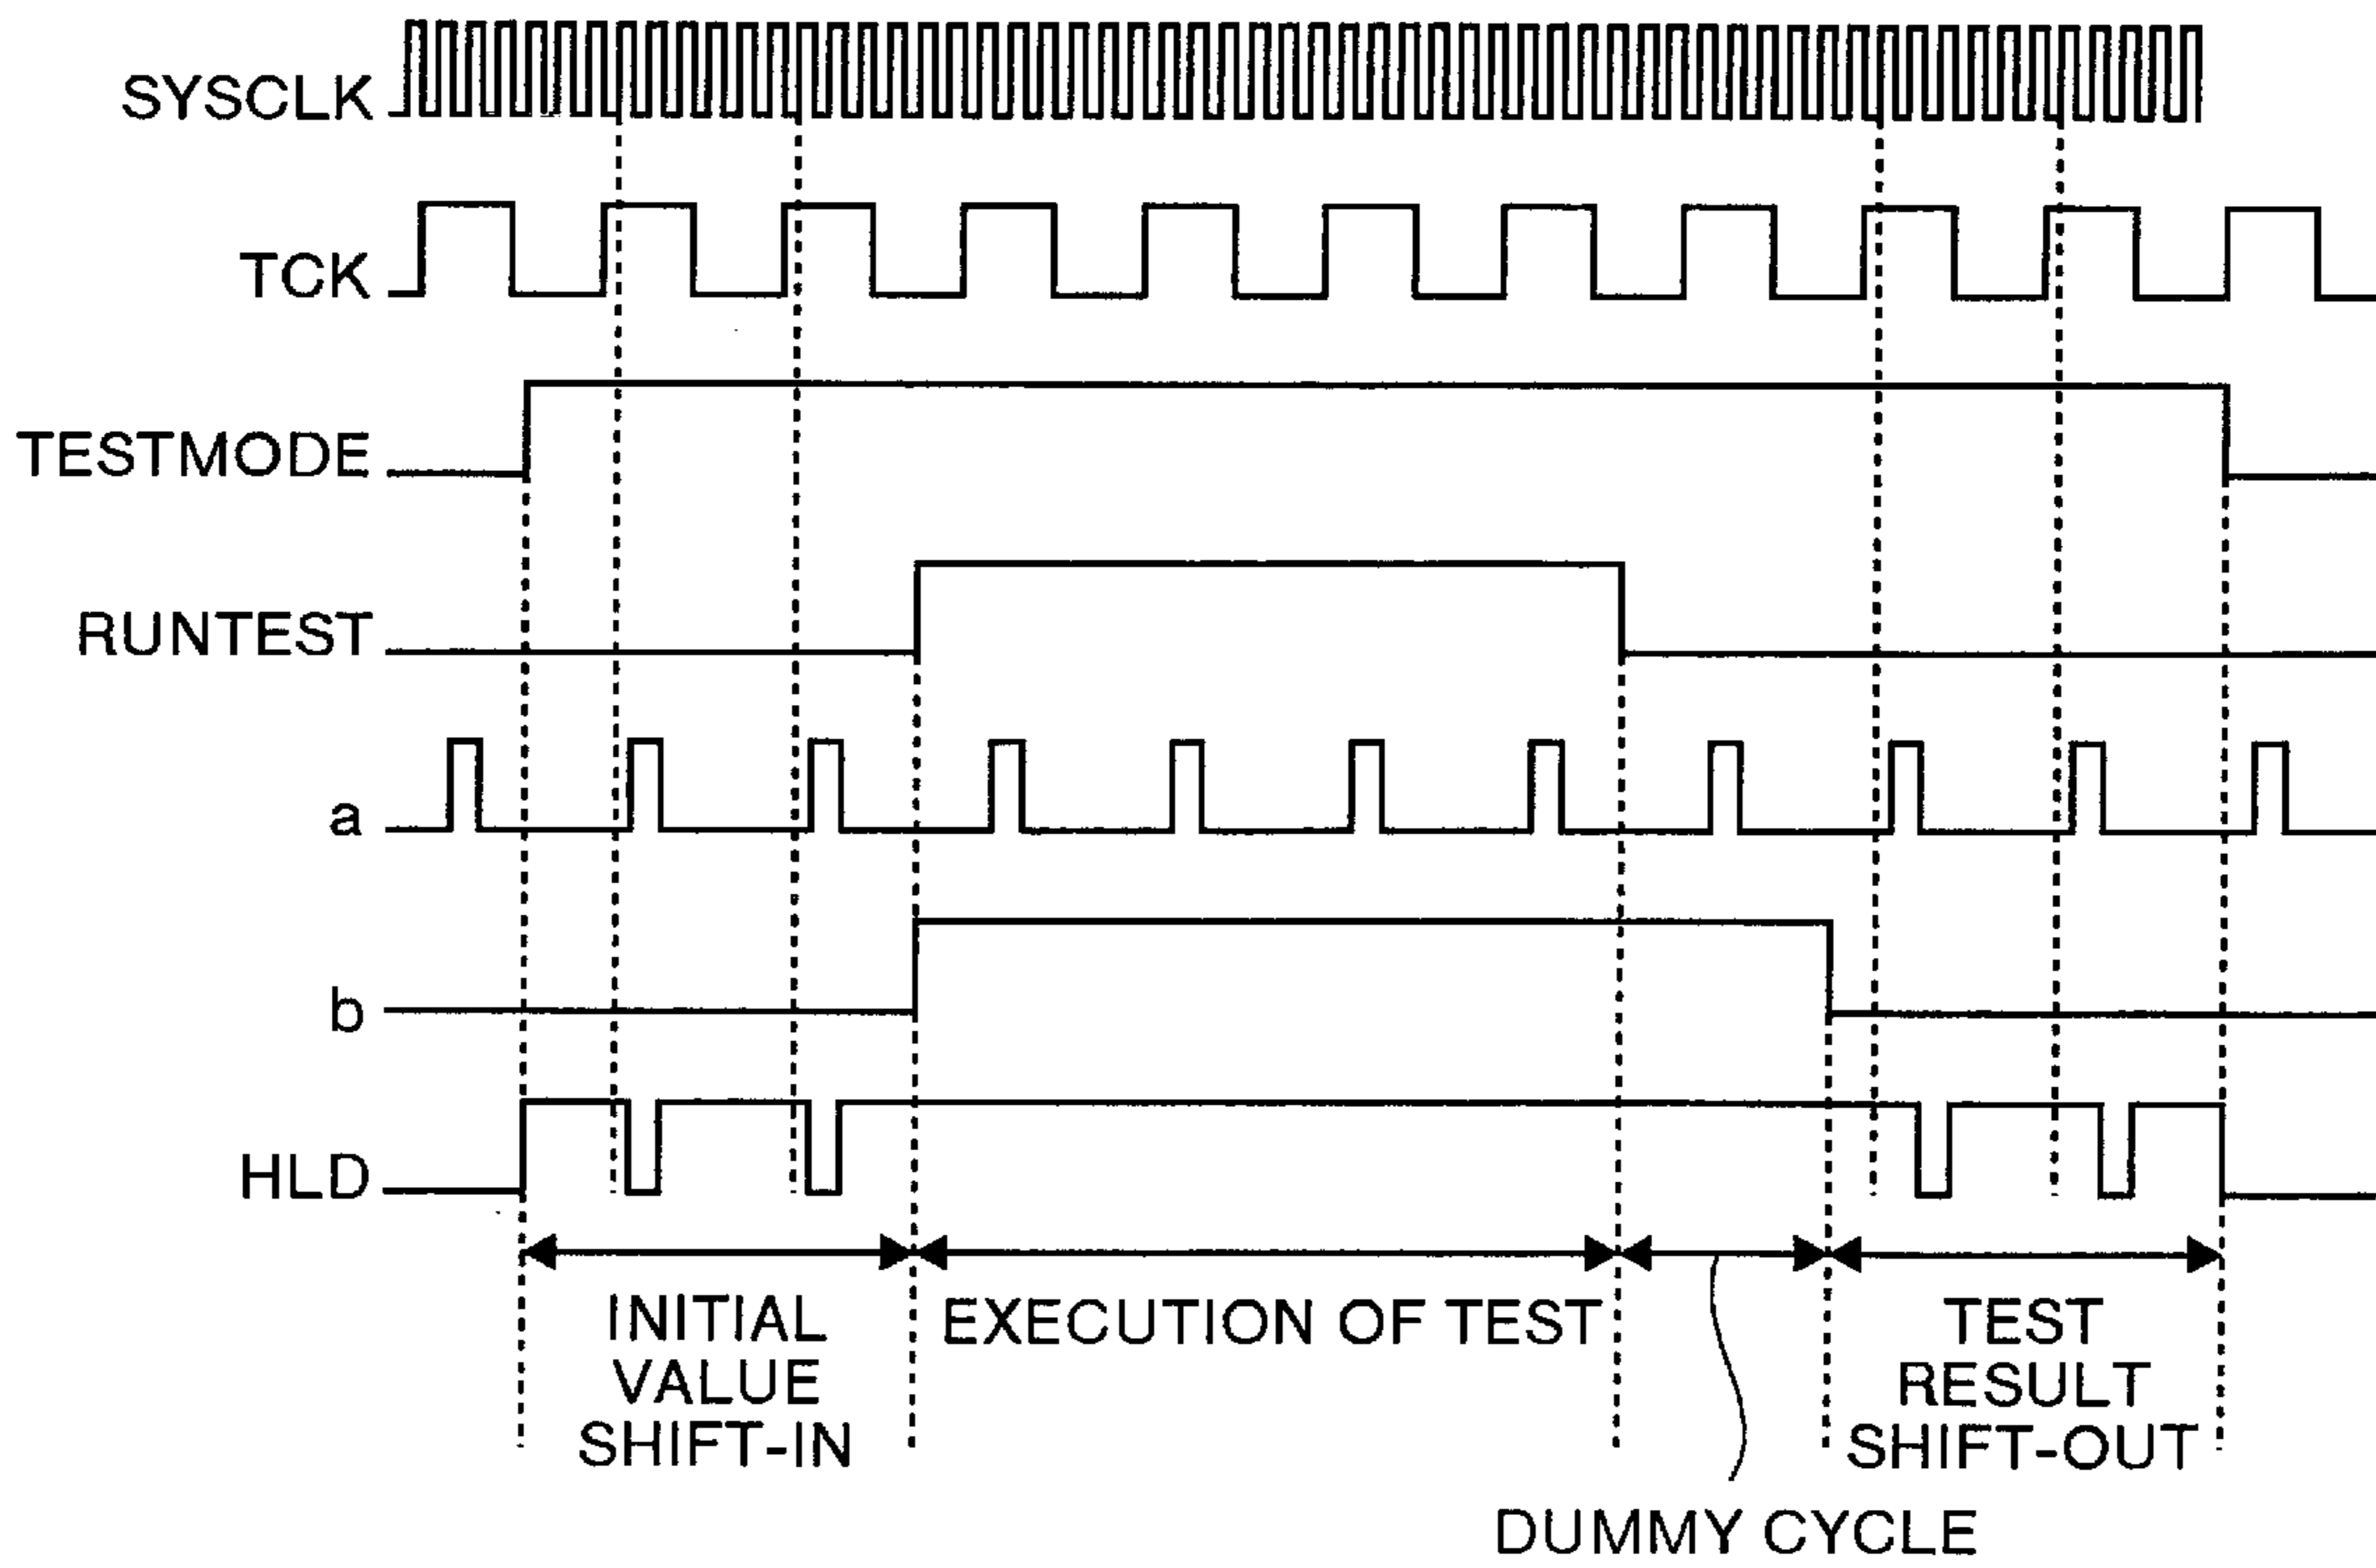 SYSCLK
TCK
TESTMODE
RUNTEST
a
b
HLD
INITIAL
VALUE
SHIFT-IN
EXECUTION OF TEST
TEST
RESULT
SHIFT-OUT
DUMMY CYCLE